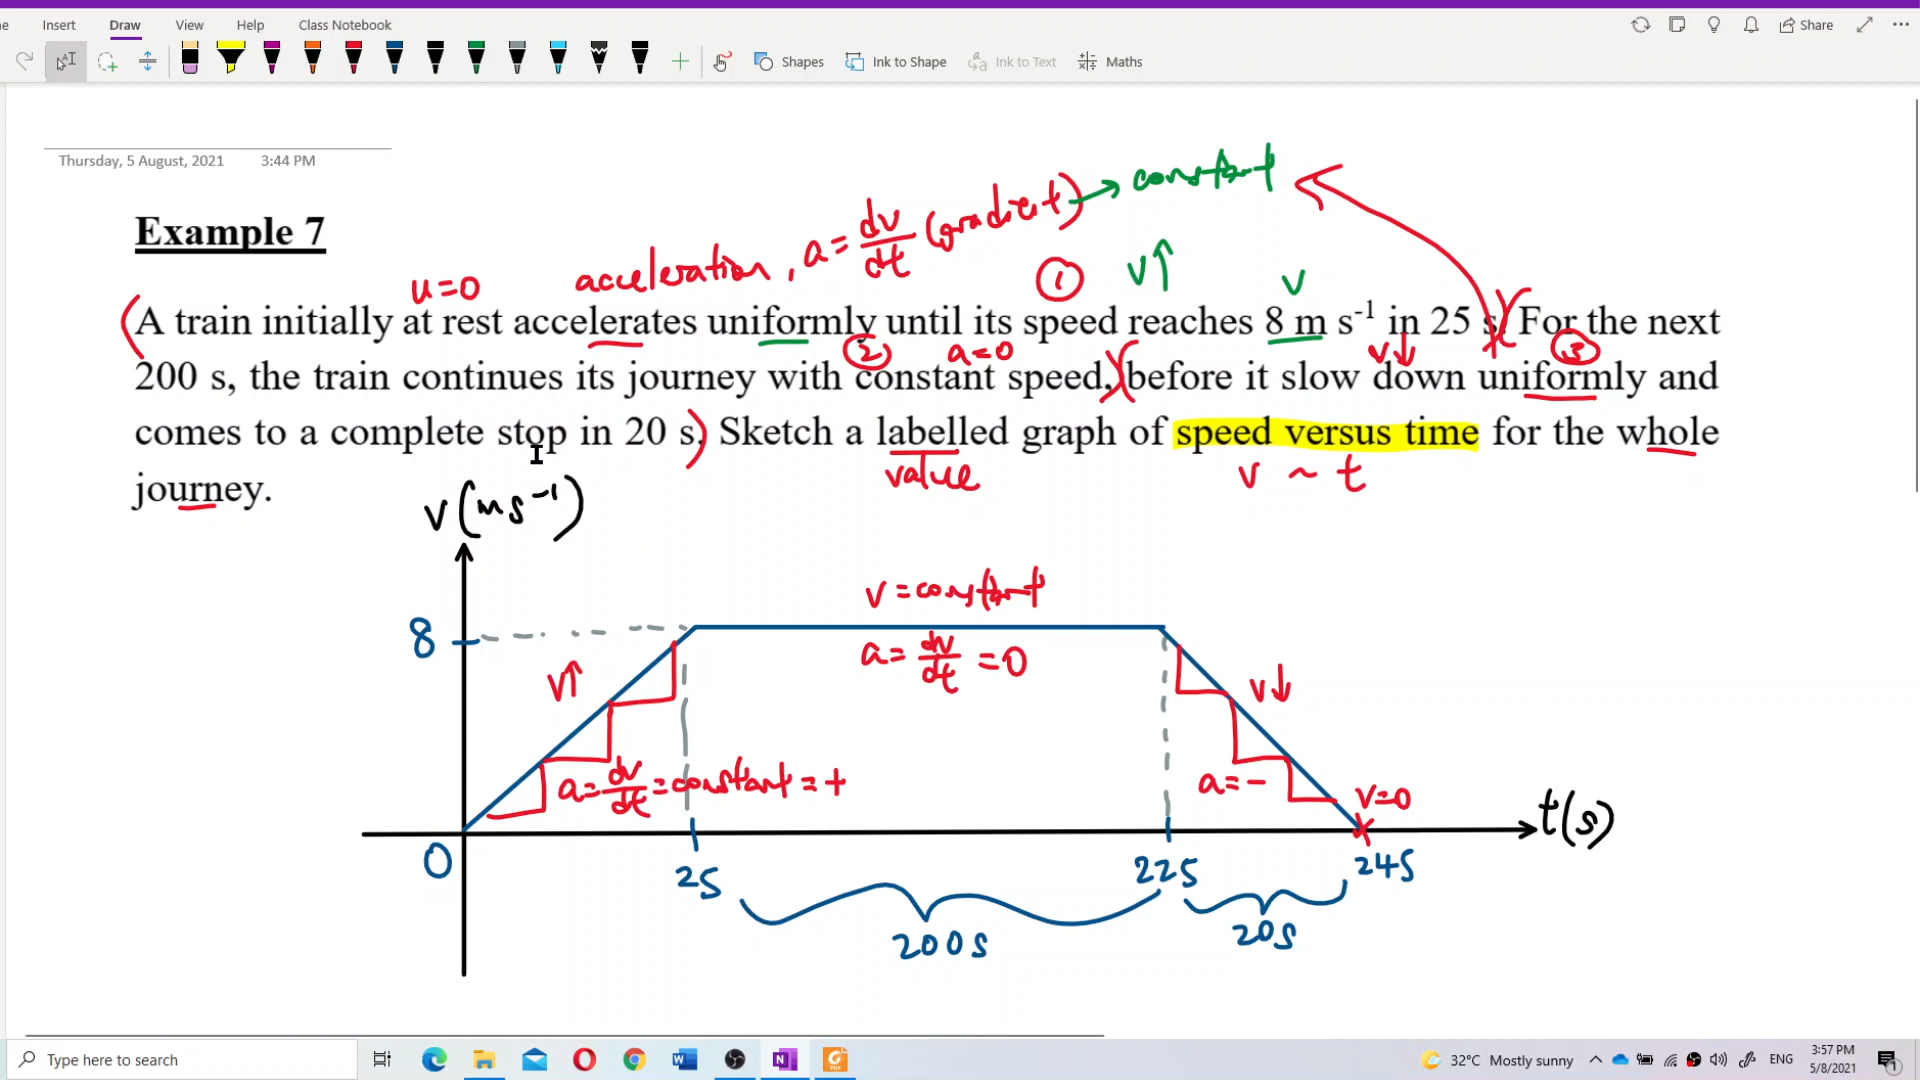 Insert Draw View Help Class Notebook Share
Shapes Ink to Shape Ink to Text Maths
Thursday, 5 August, 2021 3:44 PM
constant
acceleration, a = dv/dt (gradient) →
Example 7
u=0 ① v↑ v
A train initially at rest accelerates uniformly until its speed reaches 8 m s⁻¹ in 25 s. For the next
② a=0 v↓ ③
200 s, the train continues its journey with constant speed, before it slow down uniformly and
comes to a complete stop in 20 s. Sketch a labelled graph of speed versus time for the whole
value v ~ t
journey.
v (ms⁻¹)
v = constant
8
a = dv/dt = 0
v↑ v↓
a = dv/dt = constant = +
a = −
v=0
t(s)
0 25 225 245
200s 20s
Type here to search
32°C Mostly sunny ENG 3:57 PM
5/8/2021
1